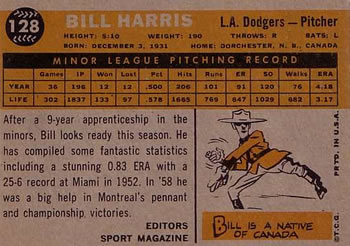 128
BILL HARRIS
L.A. Dodgers — Pitcher
HEIGHT: 5:10 WEIGHT: 190 THROWS: R BATS: L
BORN: DECEMBER 3, 1931 HOME: DORCHESTER, N. B., CANADA
MINOR LEAGUE PITCHING RECORD
Games IP Won Lost Pct. Hits Runs ER SO BB ERA
YEAR 36 196 12 12 .500 206 109 91 120 76 4.18
LIFE 302 1837 133 97 .578 1665 769 647 1029 682 3.17
After a 9-year apprenticeship in the
minors, Bill looks ready this season. He
has compiled some fantastic statistics
including a stunning 0.83 ERA with a
25-6 record at Miami in 1952. In '58 he
was a big help in Montreal's pennant
and championship, victories.
EDITORS
SPORT MAGAZINE
BILL IS A NATIVE
OF CANADA
©T.C.G. PRTD. IN U.S.A.